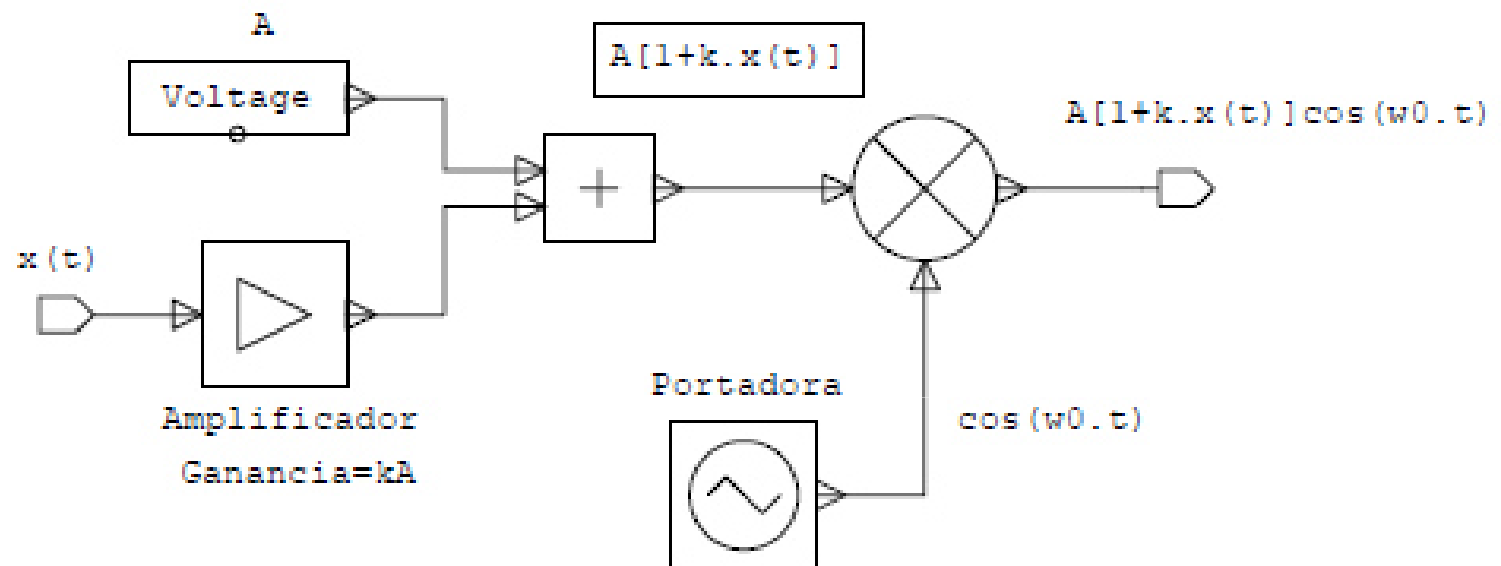 A
Voltage
A[1+k.x(t)]
A[1+k.x(t)]cos(w0.t)
+
x(t)
Amplificador
Ganancia=kA
Portadora
cos(w0.t)